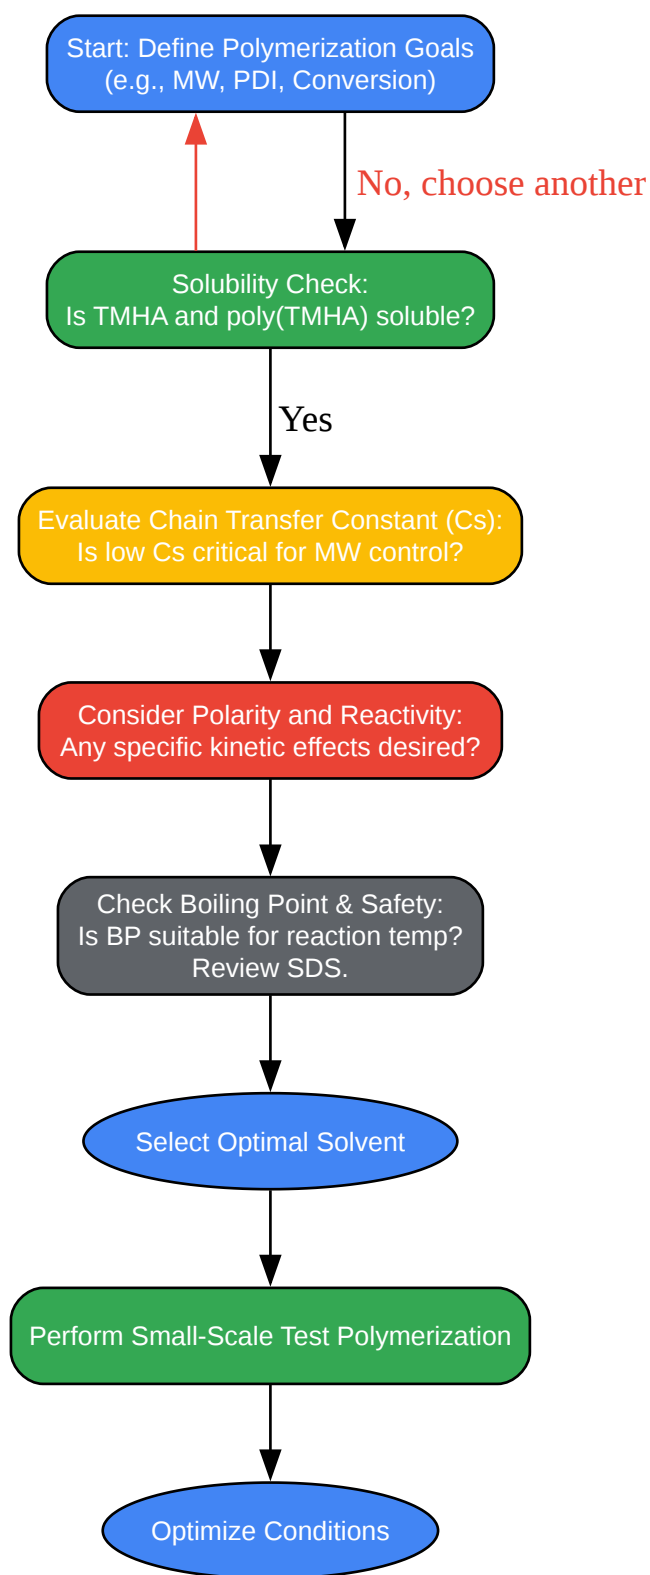 Start: Define Polymerization Goals
(e.g., MW, PDI, Conversion)
No, choose another
Solubility Check:
Is TMHA and poly(TMHA) soluble?
Yes
Evaluate Chain Transfer Constant (Cs):
Is low Cs critical for MW control?
Consider Polarity and Reactivity:
Any specific kinetic effects desired?
Check Boiling Point & Safety:
Is BP suitable for reaction temp?
Review SDS.
Select Optimal Solvent
Perform Small-Scale Test Polymerization
Optimize Conditions